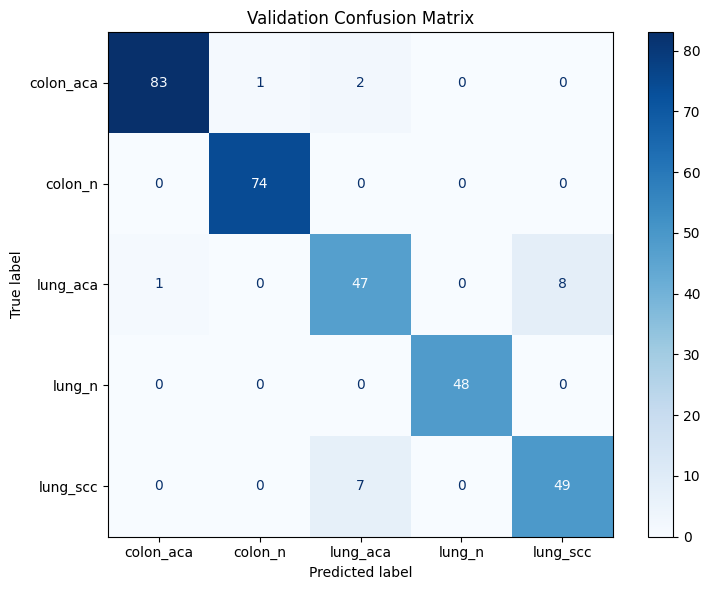 Validation Confusion Matrix
True label
colon_aca 83 1 2 0 0
colon_n 0 74 0 0 0
lung_aca 1 0 47 0 8
lung_n 0 0 0 48 0
lung_scc 0 0 7 0 49
colon_aca colon_n lung_aca lung_n lung_scc
Predicted label
80
70
60
50
40
30
20
10
0